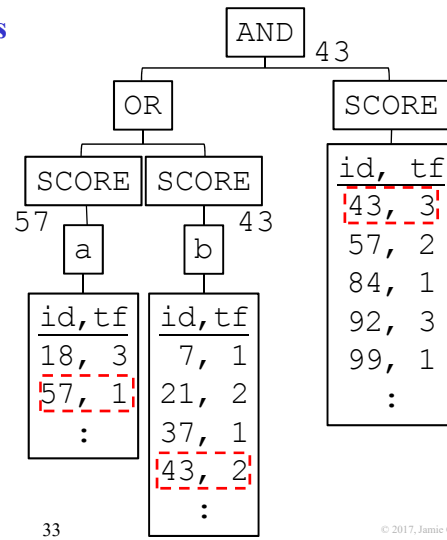 s
AND
43
OR
SCORE
SCORE
SCORE
57
43
a
b
id,tf
18, 3
57, 1
:
id,tf
7, 1
21, 2
37, 1
43, 2
:
id, tf
43, 3
57, 2
84, 1
92, 3
99, 1
:
33
© 2017, Jamie